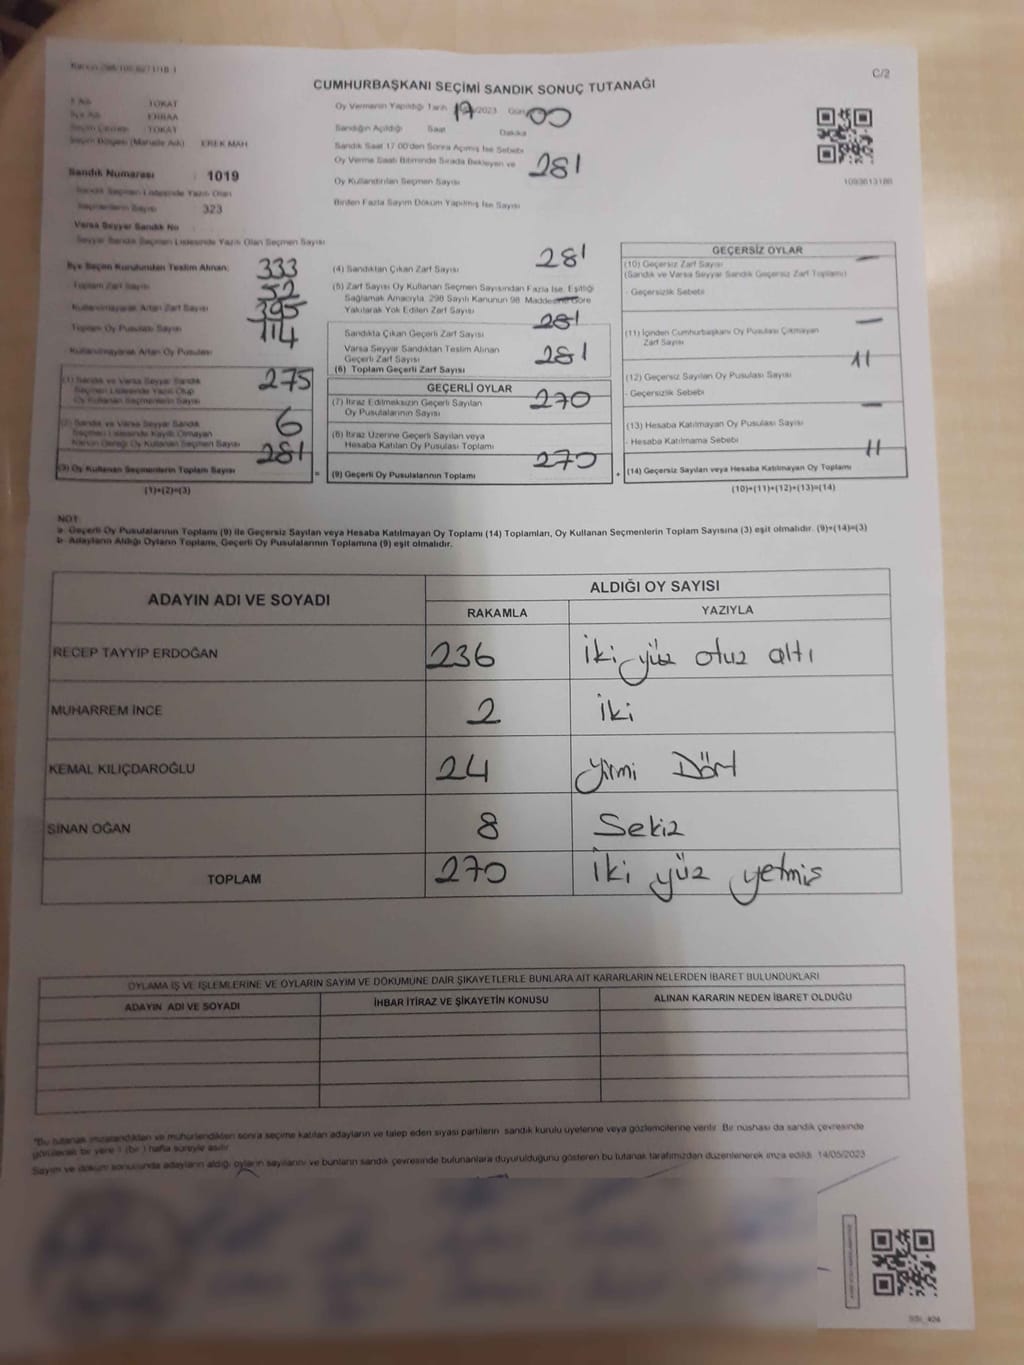 C/2
CUMHURBAŞKANI SEÇİMİ SANDIK SONUÇ TUTANAĞI
İli Adı TOKAT
İlçe Adı ERBAA
Seçim Çevresi TOKAT
Seçim Bölgesi (Mahalle Adı) EREK MAH
Sandık Numarası : 1019
Sandık Seçmen Listesinde Yazılı Olan
Seçmenlerin Sayısı 323
Varsa Seyyar Sandık No
Seyyar Sandık Seçmen Listesinde Yazılı Olan Seçmen Sayısı
Oy Vermenin Yapıldığı Tarih /2023 Gün
Sandığın Açıldığı Saat 17 Dakika 00
Sandık Saat 17.00'den Sonra Açılmış İse Sebebi
Oy Verme Saati Bitiminde Sırada Bekleyen ve
Oy Kullandırılan Seçmen Sayısı 281
Birden Fazla Sayım Döküm Yapılmış İse Sayısı
1093613186
İlçe Seçim Kurulundan Teslim Alınan;
Toplam Zarf Sayısı 333
Kullanılmayarak Artan Zarf Sayısı 52
Toplam Oy Pusulası Sayısı 395
Kullanılmayarak Artan Oy Pusulası 114
(1) Sandık ve Varsa Seyyar Sandık
Seçmen Listesinde Yazılı Olup
Oy Kullanan Seçmenlerin Sayısı 275
(2) Sandık ve Varsa Seyyar Sandık
Seçmen Listesinde Kayıtlı Olmayan
Kanun Gereği Oy Kullanan Seçmen Sayısı 6
(3) Oy Kullanan Seçmenlerin Toplam Sayısı 281
(1)+(2)=(3)
(4) Sandıktan Çıkan Zarf Sayısı 281
(5) Zarf Sayısı Oy Kullanan Seçmen Sayısından Fazla İse, Eşitliği
Sağlamak Amacıyla, 298 Sayılı Kanunun 98. Maddesine Göre
Yakılarak Yok Edilen Zarf Sayısı —
Sandıkta Çıkan Geçerli Zarf Sayısı 281
Varsa Seyyar Sandıktan Teslim Alınan
Geçerli Zarf Sayısı
(6) Toplam Geçerli Zarf Sayısı 281
GEÇERLİ OYLAR
(7) İtiraz Edilmeksizin Geçerli Sayılan
Oy Pusulalarının Sayısı 270
(8) İtiraz Üzerine Geçerli Sayılan veya
Hesaba Katılan Oy Pusulası Toplamı
(9) Geçerli Oy Pusulalarının Toplamı 270
GEÇERSİZ OYLAR
(10) Geçersiz Zarf Sayısı —
(Sandık ve Varsa Seyyar Sandık Geçersiz Zarf Toplamı)
- Geçersizlik Sebebi
(11) İçinden Cumhurbaşkanı Oy Pusulası Çıkmayan
Zarf Sayısı —
(12) Geçersiz Sayılan Oy Pusulası Sayısı 11
- Geçersizlik Sebebi
(13) Hesaba Katılmayan Oy Pusulası Sayısı —
- Hesaba Katılmama Sebebi
(14) Geçersiz Sayılan veya Hesaba Katılmayan Oy Toplamı 11
(10)+(11)+(12)+(13)=(14)
NOT:
a- Geçerli Oy Pusulalarının Toplamı (9) ile Geçersiz Sayılan veya Hesaba Katılmayan Oy Toplamı (14) Toplamları, Oy Kullanan Seçmenlerin Toplam Sayısına (3) eşit olmalıdır. (9)+(14)=(3)
b- Adayların Aldığı Oyların Toplamı, Geçerli Oy Pusulalarının Toplamına (9) eşit olmalıdır.
ADAYIN ADI VE SOYADI
ALDIĞI OY SAYISI
RAKAMLA YAZIYLA
RECEP TAYYİP ERDOĞAN 236 İki yüz otuz altı
MUHARREM İNCE 2 İki
KEMAL KILIÇDAROĞLU 24 Yirmi Dört
SİNAN OĞAN 8 Sekiz
TOPLAM 270 İki yüz yetmiş
OYLAMA İŞ VE İŞLEMLERİNE VE OYLARIN SAYIM VE DÖKÜMÜNE DAİR ŞİKAYETLERLE BUNLARA AİT KARARLARIN NELERDEN İBARET BULUNDUKLARI
ADAYIN ADI VE SOYADI İHBAR İTİRAZ VE ŞİKAYETİN KONUSU ALINAN KARARIN NEDEN İBARET OLDUĞU
"Bu tutanak imzalandıktan ve mühürlendikten sonra seçime katılan adayların ve talep eden siyasi partilerin sandık kurulu üyelerine veya gözlemcilerine verilir. Bir nüshası da sandık çevresinde
görülecek bir yere 1 (bir ) hafta süreyle asılır.
Sayım ve döküm sonucunda adayların aldığı oyların sayılarını ve bunların sandık çevresinde bulunanlara duyurulduğunu gösteren bu tutanak tarafımızdan düzenlenerek imza edildi. 14/05/2023